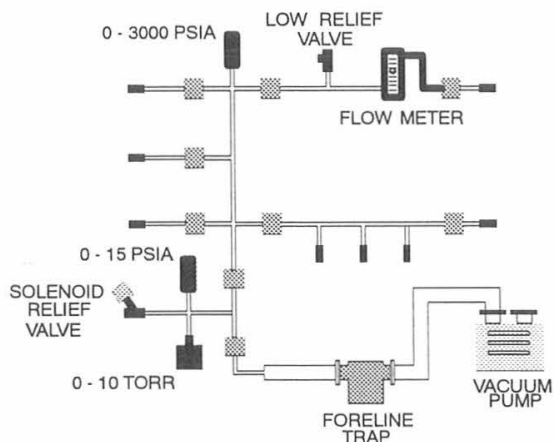 0 - 3000 PSIA
LOW RELIEF
VALVE
FLOW METER
0 - 15 PSIA
SOLENOID
RELIEF
VALVE
0 - 10 TORR
FORELINE
TRAP
VACUUM
PUMP